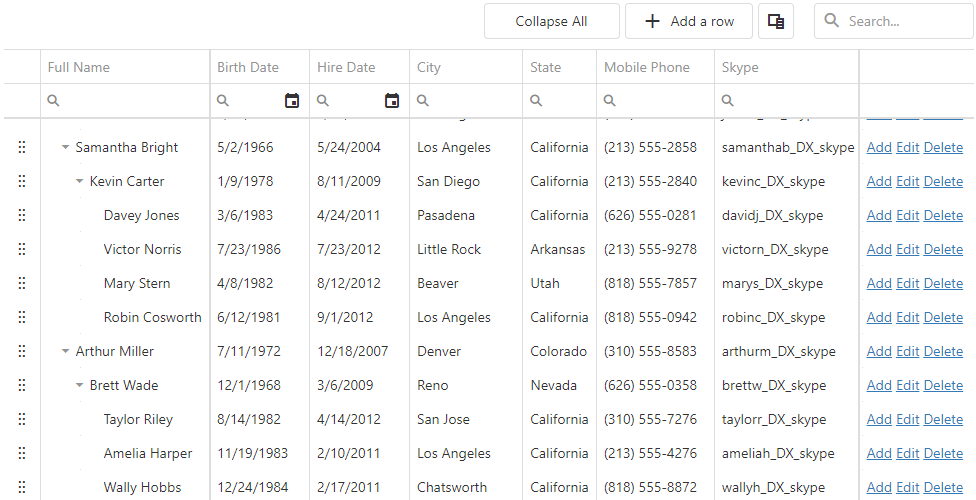 Collapse All Add a row Search...
Full Name Birth Date Hire Date City State Mobile Phone Skype
Samantha Bright 5/2/1966 5/24/2004 Los Angeles California (213) 555-2858 samanthab_DX_skype Add Edit Delete
Kevin Carter 1/9/1978 8/11/2009 San Diego California (213) 555-2840 kevinc_DX_skype Add Edit Delete
Davey Jones 3/6/1983 4/24/2011 Pasadena California (626) 555-0281 davidj_DX_skype Add Edit Delete
Victor Norris 7/23/1986 7/23/2012 Little Rock Arkansas (213) 555-9278 victorn_DX_skype Add Edit Delete
Mary Stern 4/8/1982 8/12/2012 Beaver Utah (818) 555-7857 marys_DX_skype Add Edit Delete
Robin Cosworth 6/12/1981 9/1/2012 Los Angeles California (818) 555-0942 robinc_DX_skype Add Edit Delete
Arthur Miller 7/11/1972 12/18/2007 Denver Colorado (310) 555-8583 arthurm_DX_skype Add Edit Delete
Brett Wade 12/1/1968 3/6/2009 Reno Nevada (626) 555-0358 brettw_DX_skype Add Edit Delete
Taylor Riley 8/14/1982 4/14/2012 San Jose California (310) 555-7276 taylorr_DX_skype Add Edit Delete
Amelia Harper 11/19/1983 2/10/2011 Los Angeles California (213) 555-4276 ameliah_DX_skype Add Edit Delete
Wally Hobbs 12/24/1984 2/17/2011 Chatsworth California (818) 555-8872 wallyh_DX_skype Add Edit Delete